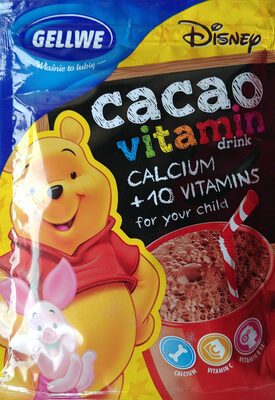 GELLWE
Właśnie to lubię
Disney
cacao
vitamin
drink
CALCIUM
+10 VITAMINS
for your child
C
CALCIUM
VITAMIN C